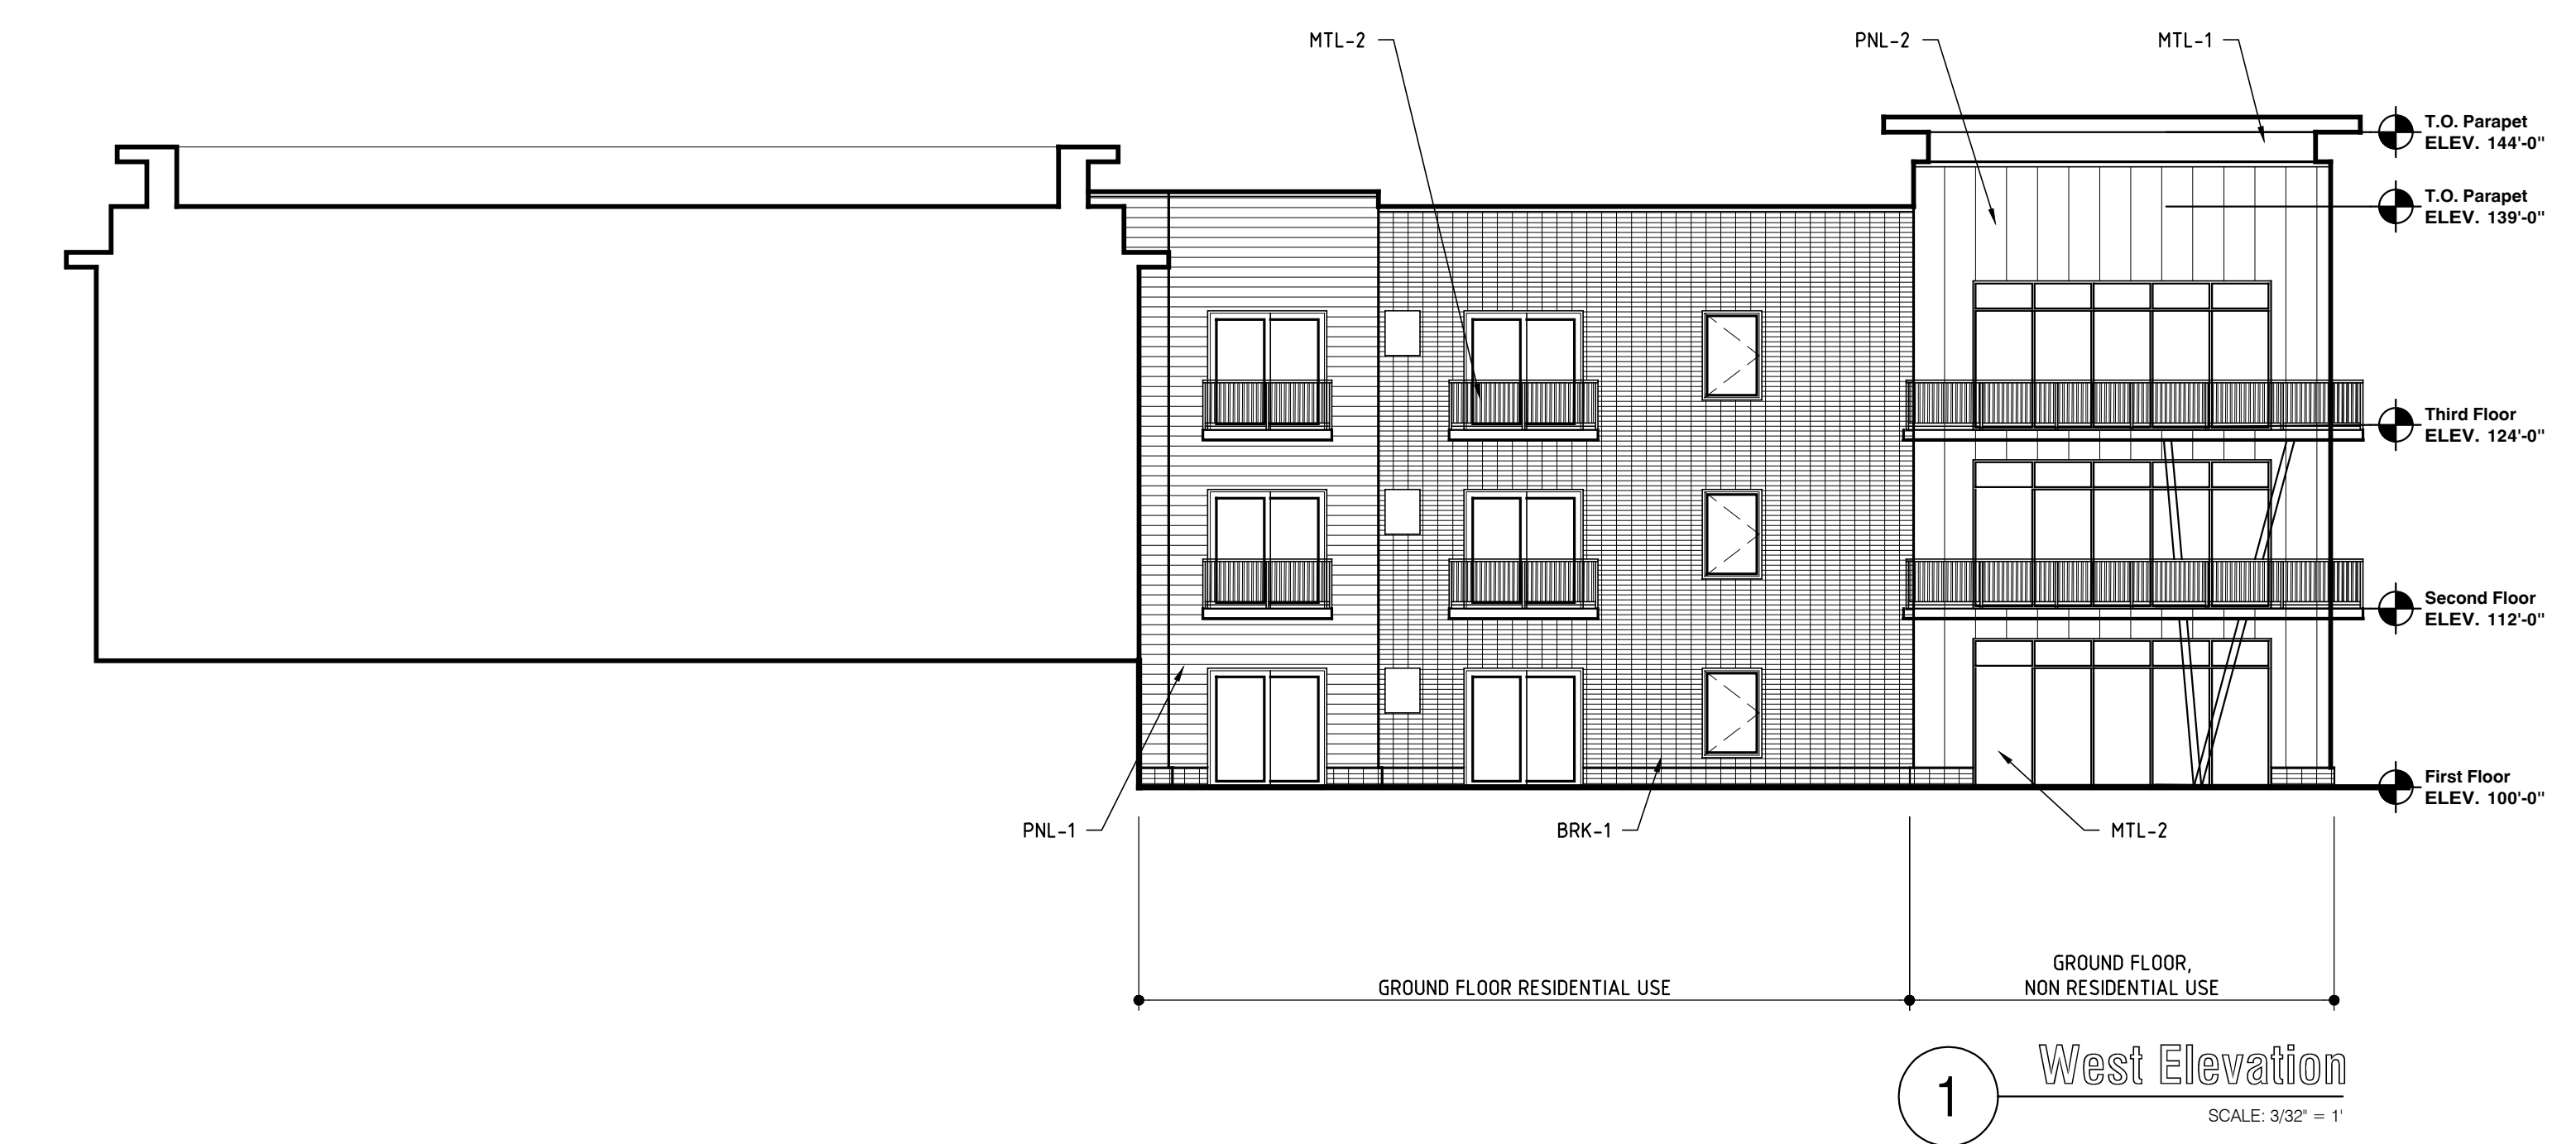 MTL-2
PNL-2
MTL-1
T.O. Parapet
ELEV. 144'-0"
T.O. Parapet
ELEV. 139'-0"
Third Floor
ELEV. 124'-0"
Second Floor
ELEV. 112'-0"
First Floor
ELEV. 100'-0"
PNL-1
BRK-1
MTL-2
GROUND FLOOR RESIDENTIAL USE
GROUND FLOOR,
NON RESIDENTIAL USE
1
West Elevation
SCALE: 3/32" = 1'